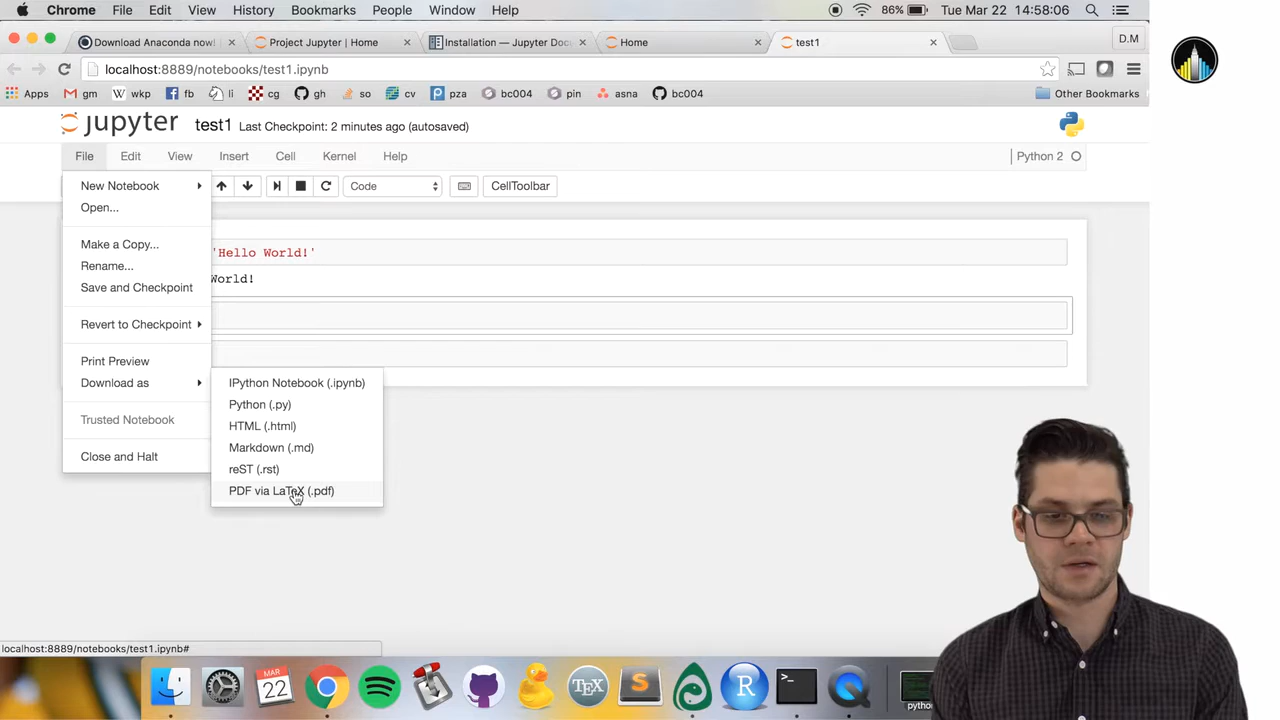 Chrome File Edit View History Bookmarks People Window Help 86% Tue Mar 22 14:58:06
Download Anaconda now! Project Jupyter | Home Installation — Jupyter Doc Home test1 D.M
localhost:8889/notebooks/test1.ipynb
Apps gm wkp fb li cg gh so cv pza bc004 pin asna bc004 Other Bookmarks
jupyter test1 Last Checkpoint: 2 minutes ago (autosaved)
File Edit View Insert Cell Kernel Help Python 2
New Notebook
Code CellToolbar
Open...
Make a Copy...
'Hello World!'
Rename...
World!
Save and Checkpoint
Revert to Checkpoint
Print Preview
Download as
IPython Notebook (.ipynb)
Python (.py)
Trusted Notebook
HTML (.html)
Markdown (.md)
Close and Halt
reST (.rst)
PDF via LaTeX (.pdf)
localhost:8889/notebooks/test1.ipynb#
MAR
22
TEX
S
R
>_
python